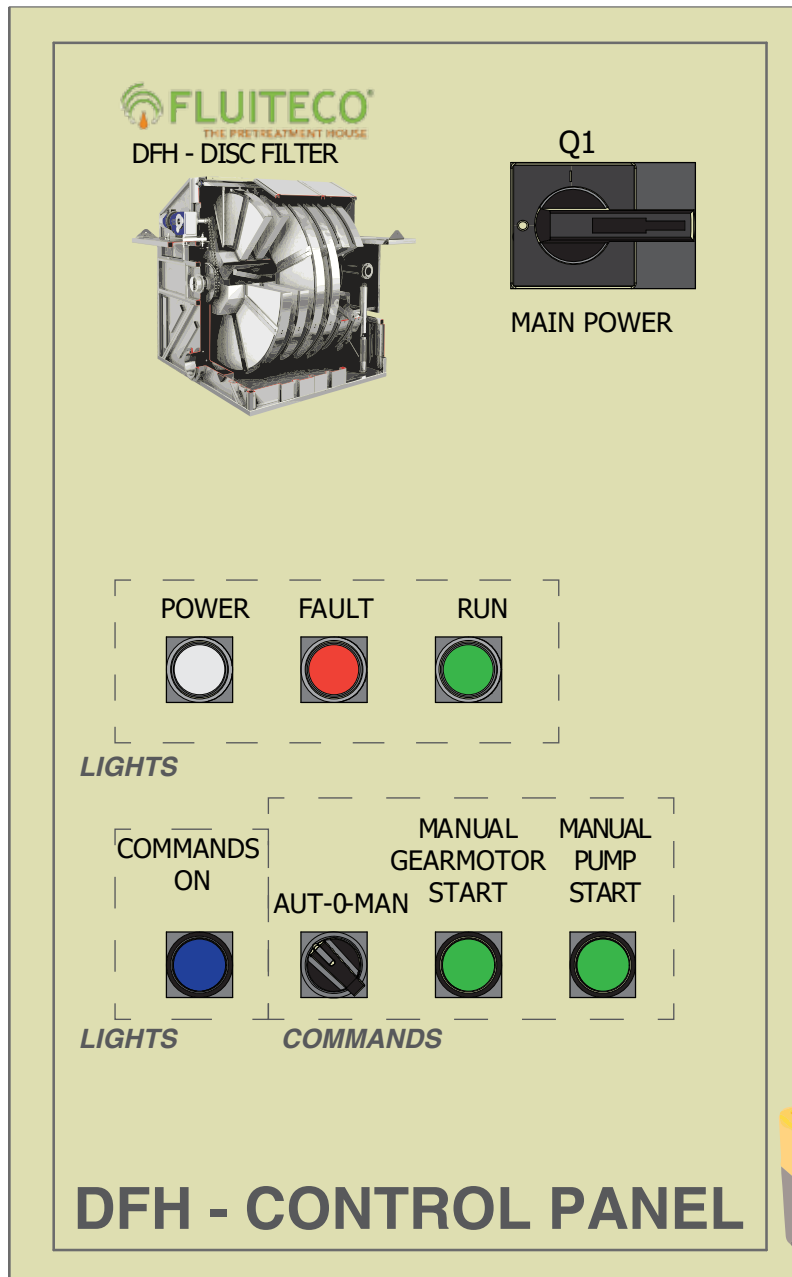 FLUITECO®
THE PRETREATMENT HOUSE
DFH - DISC FILTER
Q1
I
MAIN POWER
POWER
FAULT
RUN
LIGHTS
COMMANDS
ON
AUT-0-MAN
MANUAL
GEARMOTOR
START
MANUAL
PUMP
START
LIGHTS
COMMANDS
DFH - CONTROL PANEL